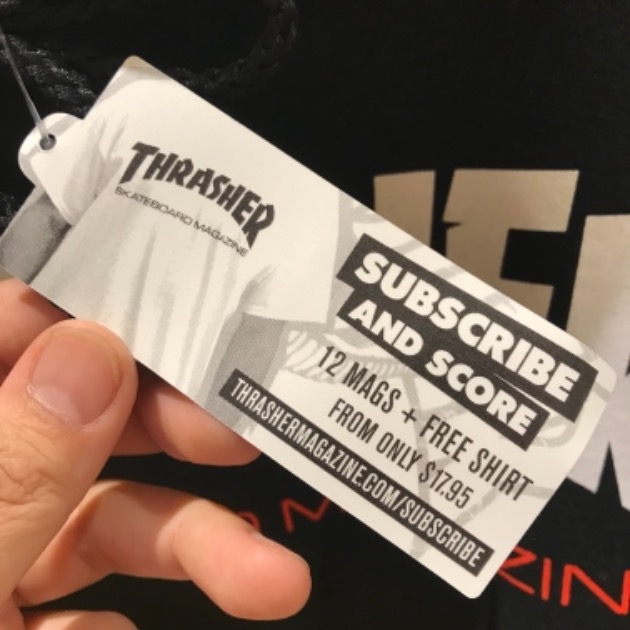 THRASHER
SKATEBOARD MAGAZINE
SUBSCRIBE
AND SCORE
12 MAGS + FREE SHIRT
FROM ONLY $17.95
THRASHERMAGAZINE.COM/SUBSCRIBE